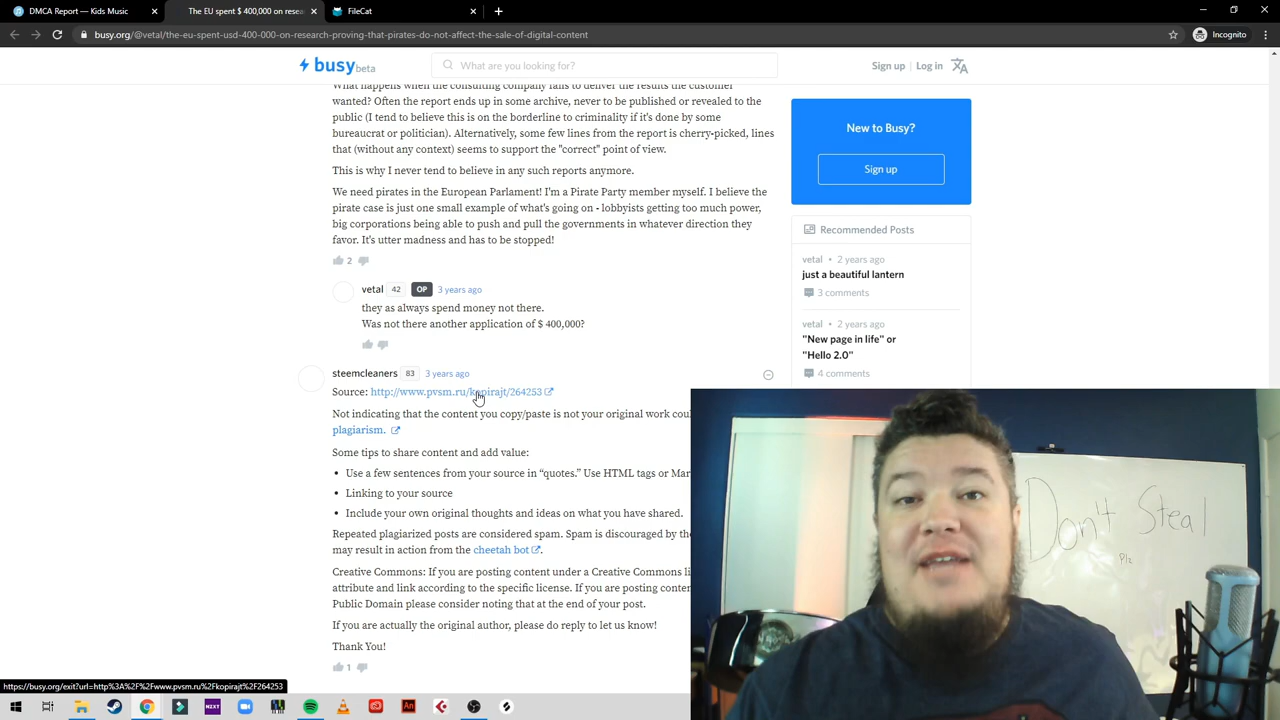 DMCA Report — Kids Music
The EU spent $ 400,000 on resea
FileCat
busy.org/@vetal/the-eu-spent-usd-400-000-on-research-proving-that-pirates-do-not-affect-the-sale-of-digital-content
Incognito
busy beta
What are you looking for?
Sign up
Log in
What happens when the consulting company fails to deliver the results the customer
wanted? Often the report ends up in some archive, never to be published or revealed to the
public (I tend to believe this is on the borderline to criminality if it's done by some
bureaucrat or politician). Alternatively, some few lines from the report is cherry-picked, lines
that (without any context) seems to support the "correct" point of view.
This is why I never tend to believe in any such reports anymore.
We need pirates in the European Parlament! I'm a Pirate Party member myself. I believe the
pirate case is just one small example of what's going on - lobbyists getting too much power,
big corporations being able to push and pull the governments in whatever direction they
favor. It's utter madness and has to be stopped!
2
vetal 42 OP 3 years ago
they as always spend money not there.
Was not there another application of $ 400,000?
steemcleaners 83 3 years ago
Source: http://www.pvsm.ru/kopirajt/264253
Not indicating that the content you copy/paste is not your original work cou
plagiarism.
Some tips to share content and add value:
• Use a few sentences from your source in “quotes.” Use HTML tags or Mar
• Linking to your source
• Include your own original thoughts and ideas on what you have shared.
Repeated plagiarized posts are considered spam. Spam is discouraged by the
may result in action from the cheetah bot.
Creative Commons: If you are posting content under a Creative Commons li
attribute and link according to the specific license. If you are posting conten
Public Domain please consider noting that at the end of your post.
If you are actually the original author, please do reply to let us know!
Thank You!
1
New to Busy?
Sign up
Recommended Posts
vetal • 2 years ago
just a beautiful lantern
3 comments
vetal • 2 years ago
"New page in life" or
"Hello 2.0"
4 comments
Don't Steal
Plz
https://busy.org/exit?url=http%3A%2F%2Fwww.pvsm.ru%2Fkopirajt%2F264253
NZXT
An